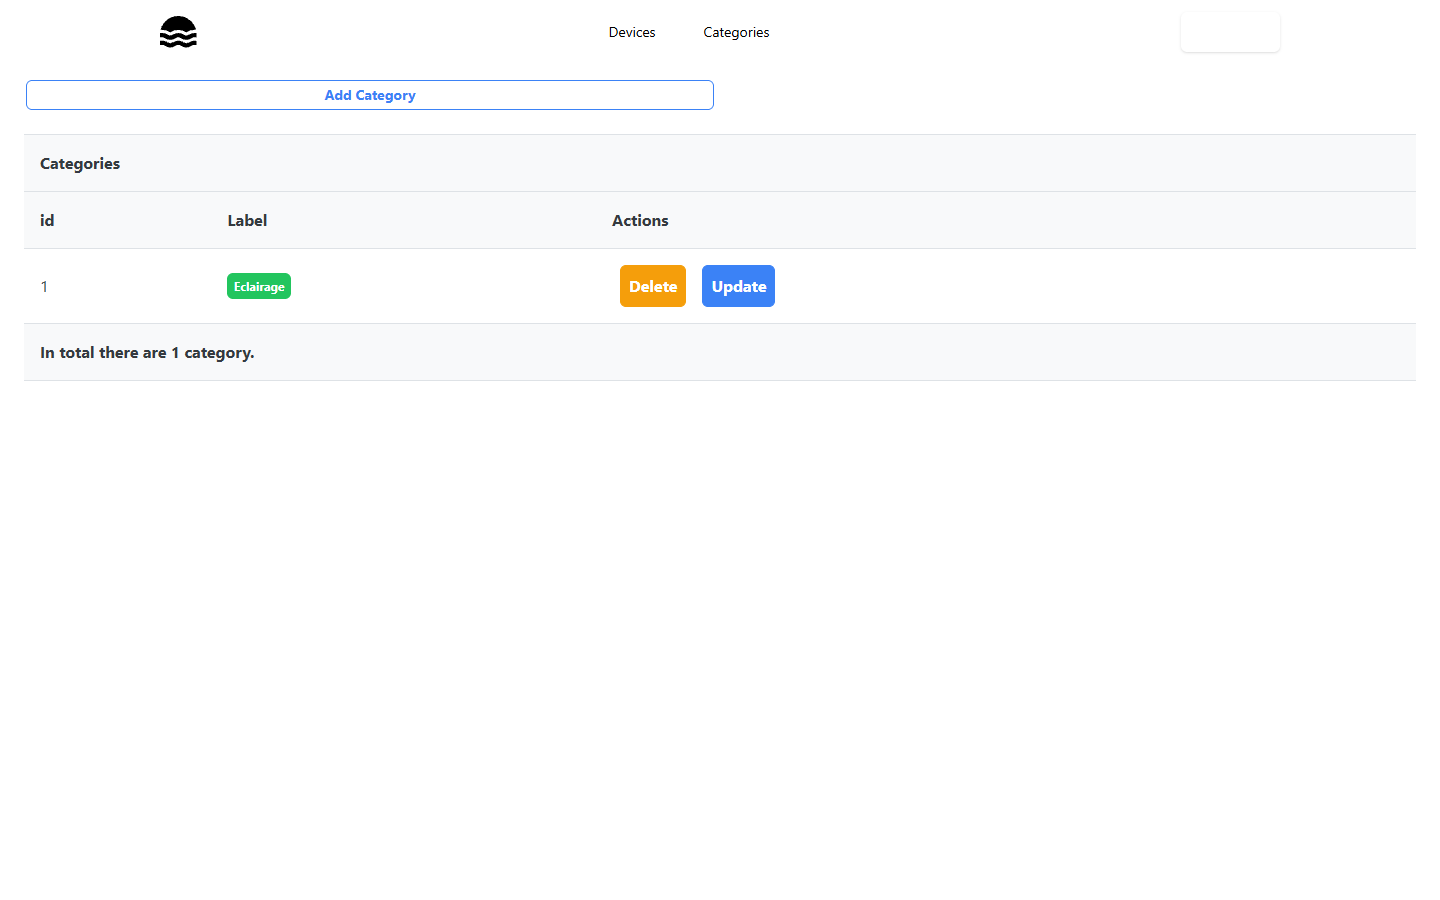 Devices Categories
Add Category
Categories
id Label Actions
1 Eclairage Delete Update
In total there are 1 category.